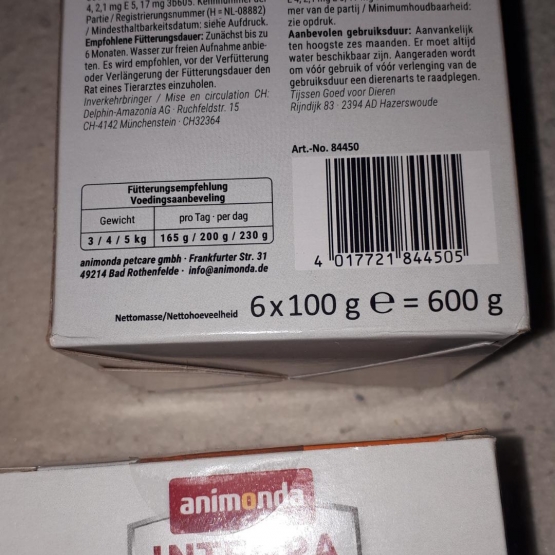 4, 2,1 mg E 5, 17 mg 3b605. Kennnummer der
Partie / Registrierungsnummer (H = NL-08882)
/ Mindesthaltbarkeitsdatum: siehe Aufdruck.
Empfohlene Fütterungsdauer: Zunächst bis zu
6 Monaten. Wasser zur freien Aufnahme anbie-
ten. Es wird empfohlen, vor der Verfütterung
oder Verlängerung der Fütterungsdauer den
Rat eines Tierarztes einzuholen.
Inverkehrbringer / Mise en circulation CH:
Delphin-Amazonia AG · Ruchfeldstr. 15
CH-4142 Münchenstein · CH32364
mer van de partij / Minimumhoudbaarheid:
zie opdruk.
Aanbevolen gebruiksduur: Aanvankelijk
ten hoogste zes maanden. Er moet altijd
water beschikbaar zijn. Aangeraden wordt
om vóór gebruik of vóór verlenging van de
gebruiksduur een dierenarts te raadplegen.
Tijssen Goed voor Dieren
Rijndijk 83 · 2394 AD Hazerswoude
Art.-No. 84450
Fütterungsempfehlung
Voedingsaanbeveling
Gewicht pro Tag · per dag
3 / 4 / 5 kg 165 g / 200 g / 230 g
animonda petcare gmbh · Frankfurter Str. 31
49214 Bad Rothenfelde · info@animonda.de
4 017721 844505
Nettomasse/Nettohoeveelheid 6 x 100 g e = 600 g
animonda
INTEGRA